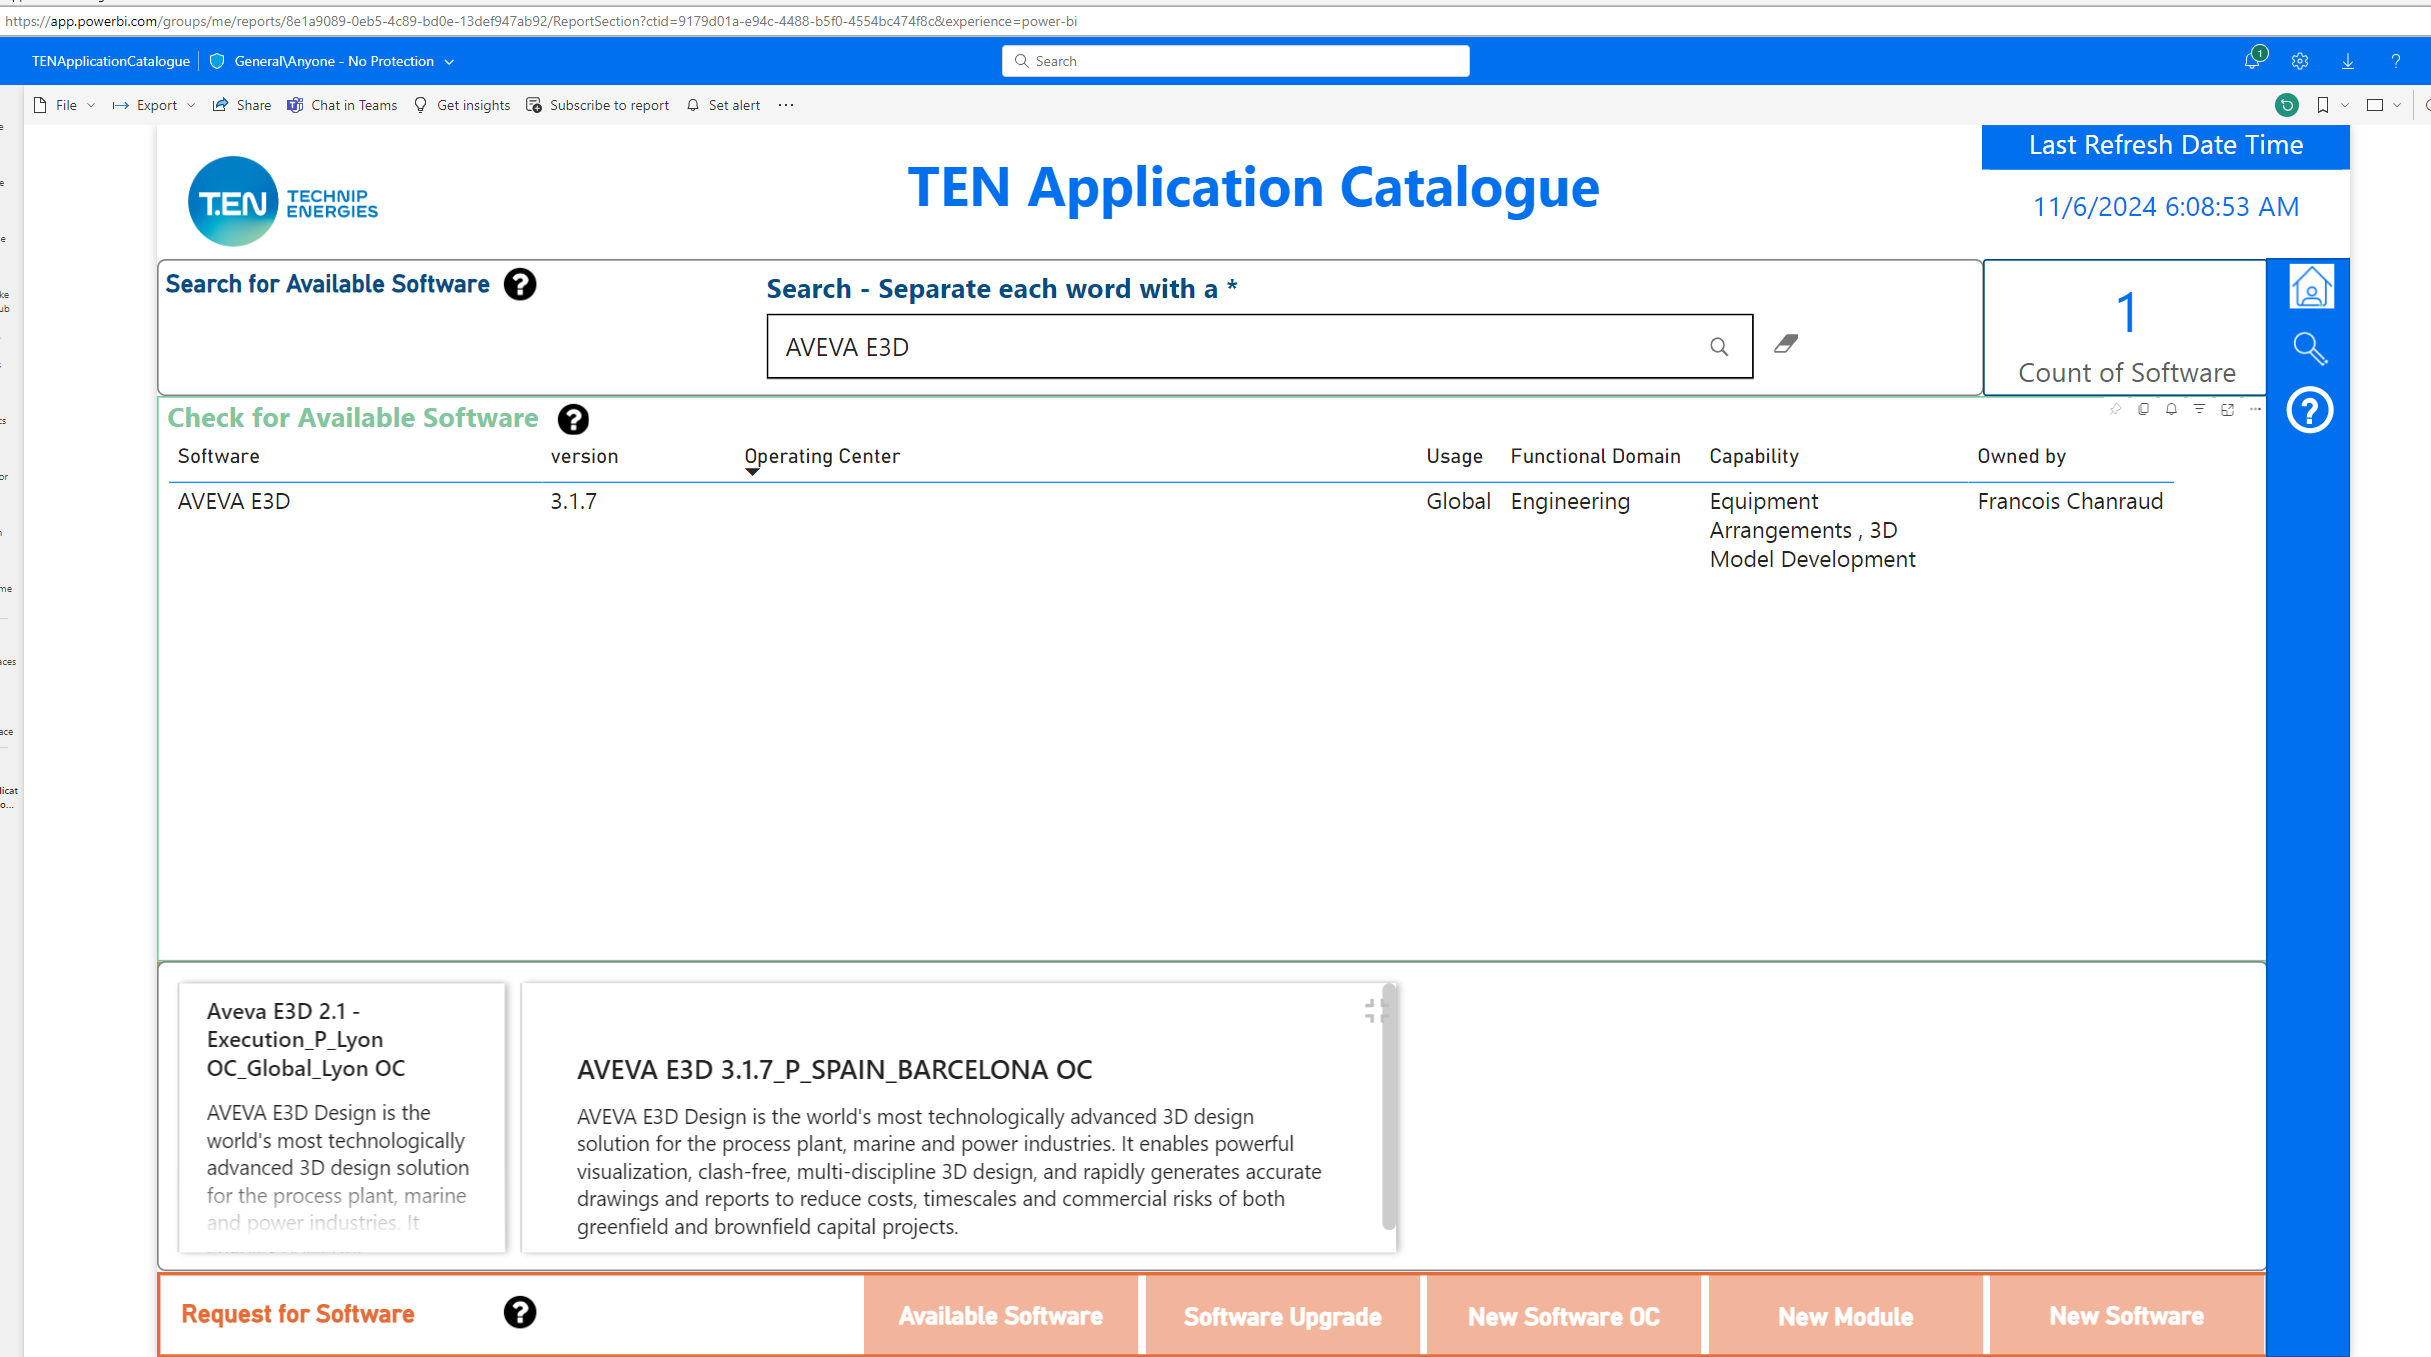 https://app.powerbi.com/groups/me/reports/8e1a9089-0eb5-4c89-bd0e-13def947ab92/ReportSection?ctid=9179d01a-e94c-4488-b5f0-4554bc474f8c&experience=power-bi
TENApplicationCatalogue General\Anyone - No Protection Search 1 ?
File Export Share Chat in Teams Get insights Subscribe to report Set alert ...
Last Refresh Date Time
11/6/2024 6:08:53 AM
T.EN TECHNIP
ENERGIES
TEN Application Catalogue
Search for Available Software ?
Search - Separate each word with a *
AVEVA E3D
1
Count of Software
Check for Available Software ?
Software version Operating Center Usage Functional Domain Capability Owned by
AVEVA E3D 3.1.7 Global Engineering Equipment Francois Chanraud
Arrangements , 3D
Model Development
Aveva E3D 2.1 -
Execution_P_Lyon
OC_Global_Lyon OC
AVEVA E3D Design is the
world's most technologically
advanced 3D design solution
for the process plant, marine
and power industries. It
AVEVA E3D 3.1.7_P_SPAIN_BARCELONA OC
AVEVA E3D Design is the world's most technologically advanced 3D design
solution for the process plant, marine and power industries. It enables powerful
visualization, clash-free, multi-discipline 3D design, and rapidly generates accurate
drawings and reports to reduce costs, timescales and commercial risks of both
greenfield and brownfield capital projects.
Request for Software ?
Available Software Software Upgrade New Software OC New Module New Software